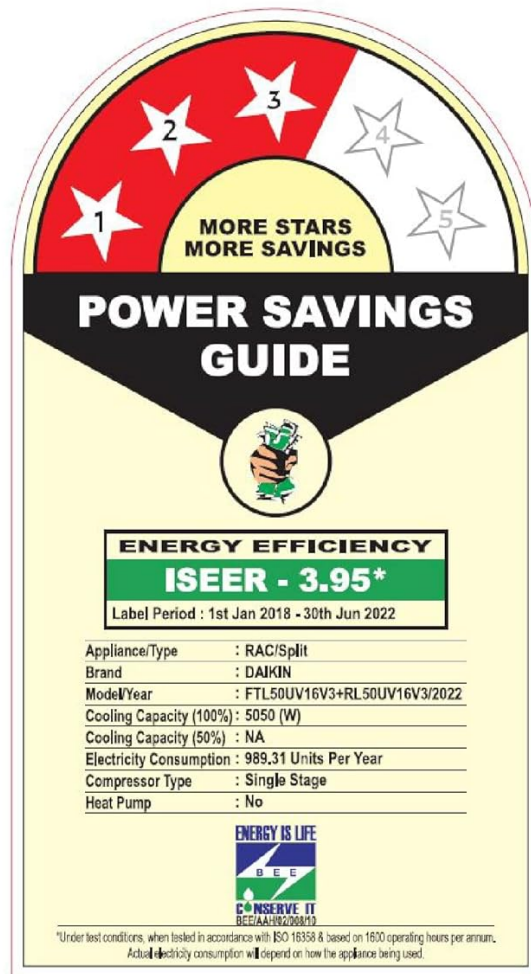 1
2
3
4
5
MORE STARS
MORE SAVINGS
POWER SAVINGS
GUIDE
ENERGY EFFICIENCY
ISEER - 3.95*
Label Period : 1st Jan 2018 - 30th Jun 2022
Appliance/Type : RAC/Split
Brand : DAIKIN
Model/Year : FTL50UV16V3+RL50UV16V3/2022
Cooling Capacity (100%) : 5050 (W)
Cooling Capacity (50%) : NA
Electricity Consumption : 989.31 Units Per Year
Compressor Type : Single Stage
Heat Pump : No
ENERGY IS LIFE
BEE
CONSERVE IT
BEE/AAH/02/008/10
*Under test conditions, when tested in accordance with ISO 16358 & based on 1600 operating hours per annum.
Actual electricity consumption will depend on how the appliance being used.